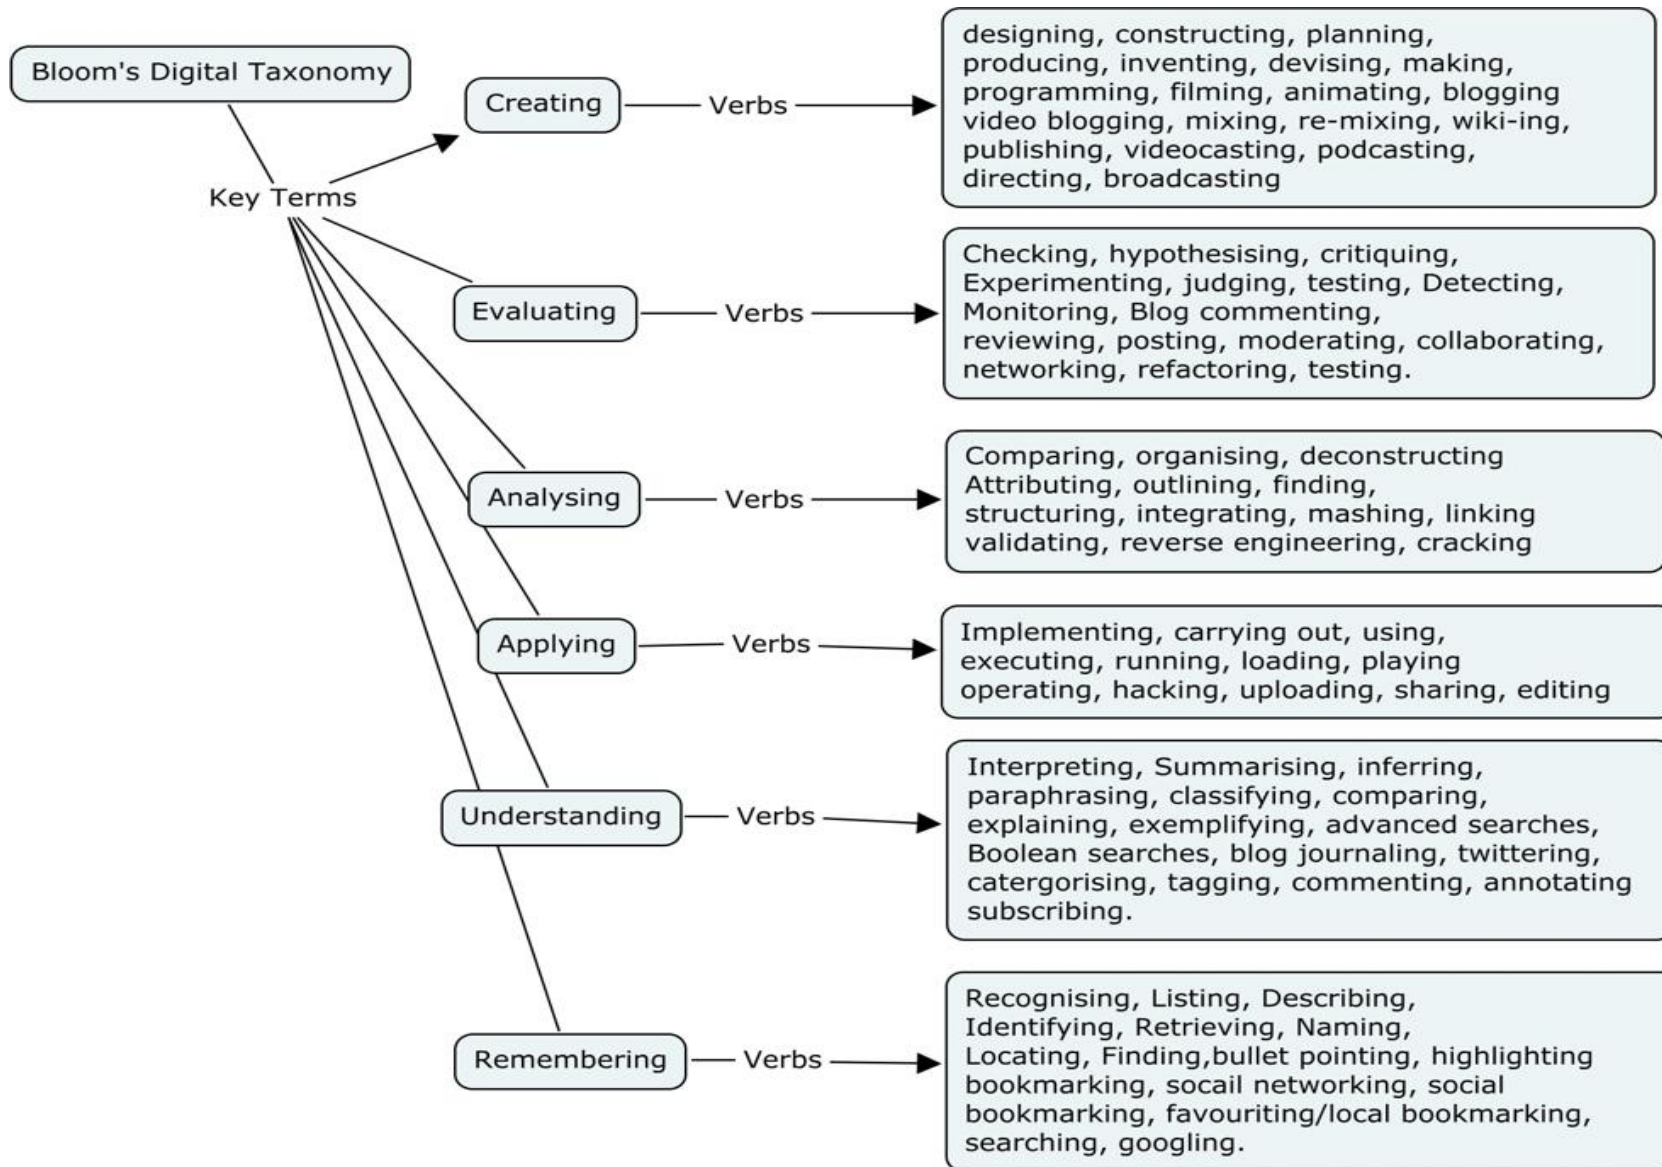 Bloom's Digital Taxonomy
Key Terms
Creating
Verbs
designing, constructing, planning,
producing, inventing, devising, making,
programming, filming, animating, blogging
video blogging, mixing, re-mixing, wiki-ing,
publishing, videocasting, podcasting,
directing, broadcasting
Evaluating
Verbs
Checking, hypothesising, critiquing,
Experimenting, judging, testing, Detecting,
Monitoring, Blog commenting,
reviewing, posting, moderating, collaborating,
networking, refactoring, testing.
Analysing
Verbs
Comparing, organising, deconstructing
Attributing, outlining, finding,
structuring, integrating, mashing, linking
validating, reverse engineering, cracking
Applying
Verbs
Implementing, carrying out, using,
executing, running, loading, playing
operating, hacking, uploading, sharing, editing
Understanding
Verbs
Interpreting, Summarising, inferring,
paraphrasing, classifying, comparing,
explaining, exemplifying, advanced searches,
Boolean searches, blog journaling, twittering,
catergorising, tagging, commenting, annotating
subscribing.
Remembering
Verbs
Recognising, Listing, Describing,
Identifying, Retrieving, Naming,
Locating, Finding,bullet pointing, highlighting
bookmarking, socail networking, social
bookmarking, favouriting/local bookmarking,
searching, googling.